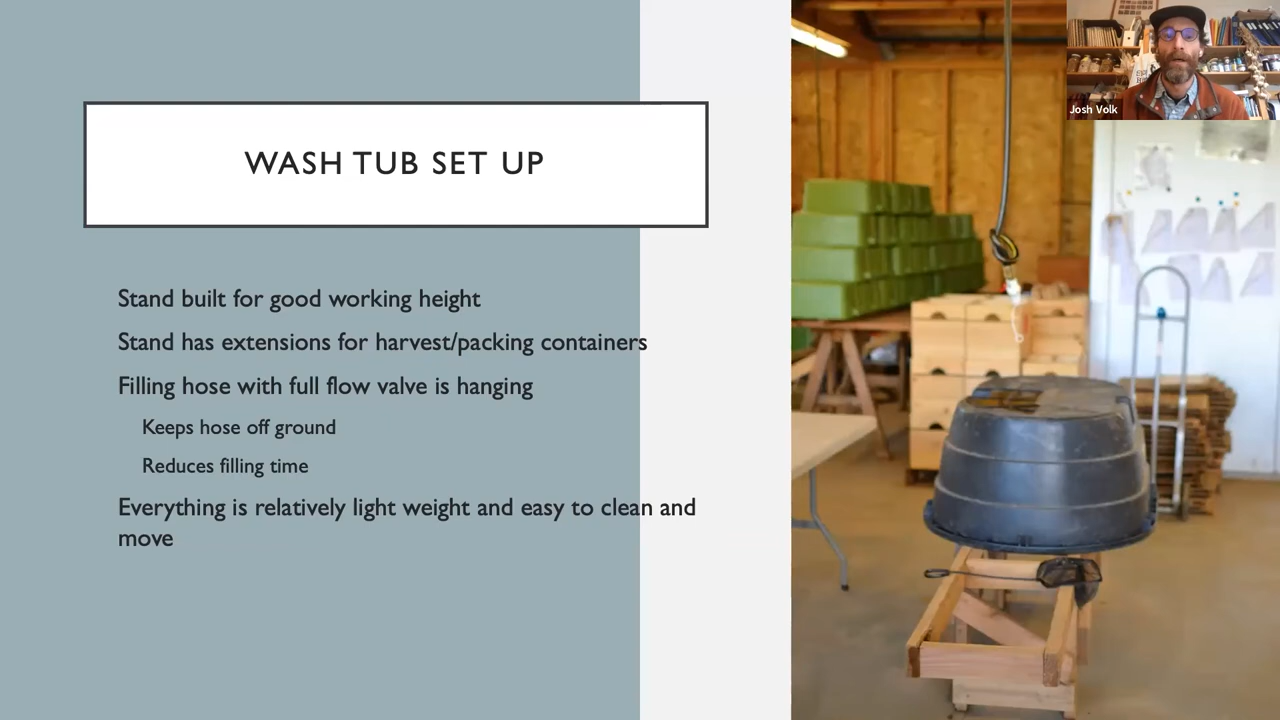 WASH TUB SET UP
Stand built for good working height
Stand has extensions for harvest/packing containers
Filling hose with full flow valve is hanging
Keeps hose off ground
Reduces filling time
Everything is relatively light weight and easy to clean and
move
Josh Volk